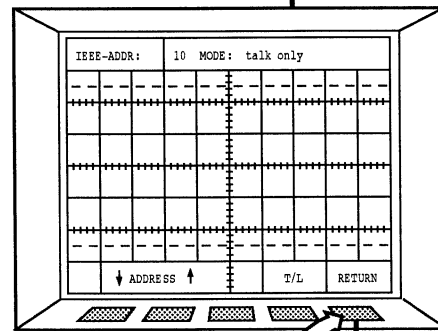 IEEE-ADDR: 10 MODE: talk only
↓ ADDRESS ↑ T/L RETURN